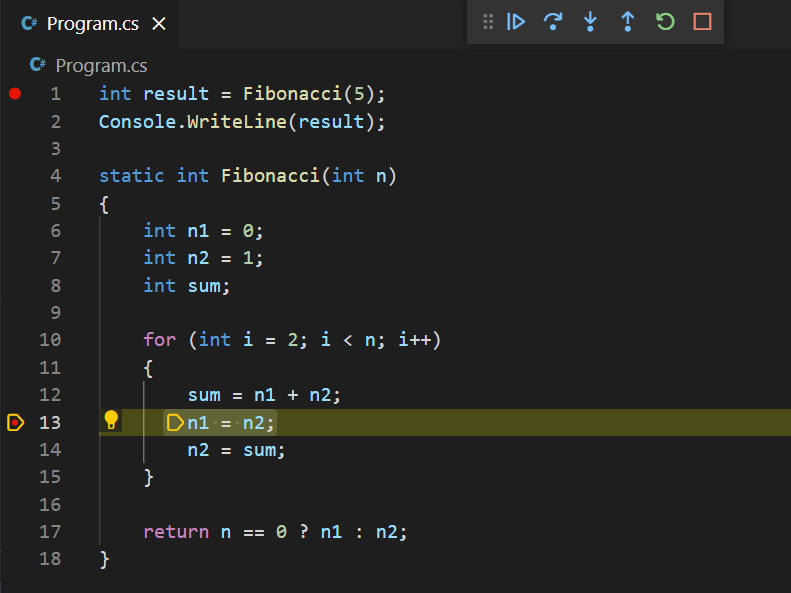 C# Program.cs
C# Program.cs
1 int result = Fibonacci(5);
2 Console.WriteLine(result);
3
4 static int Fibonacci(int n)
5 {
6 int n1 = 0;
7 int n2 = 1;
8 int sum;
9
10 for (int i = 2; i < n; i++)
11 {
12 sum = n1 + n2;
13 n1 = n2;
14 n2 = sum;
15 }
16
17 return n == 0 ? n1 : n2;
18 }